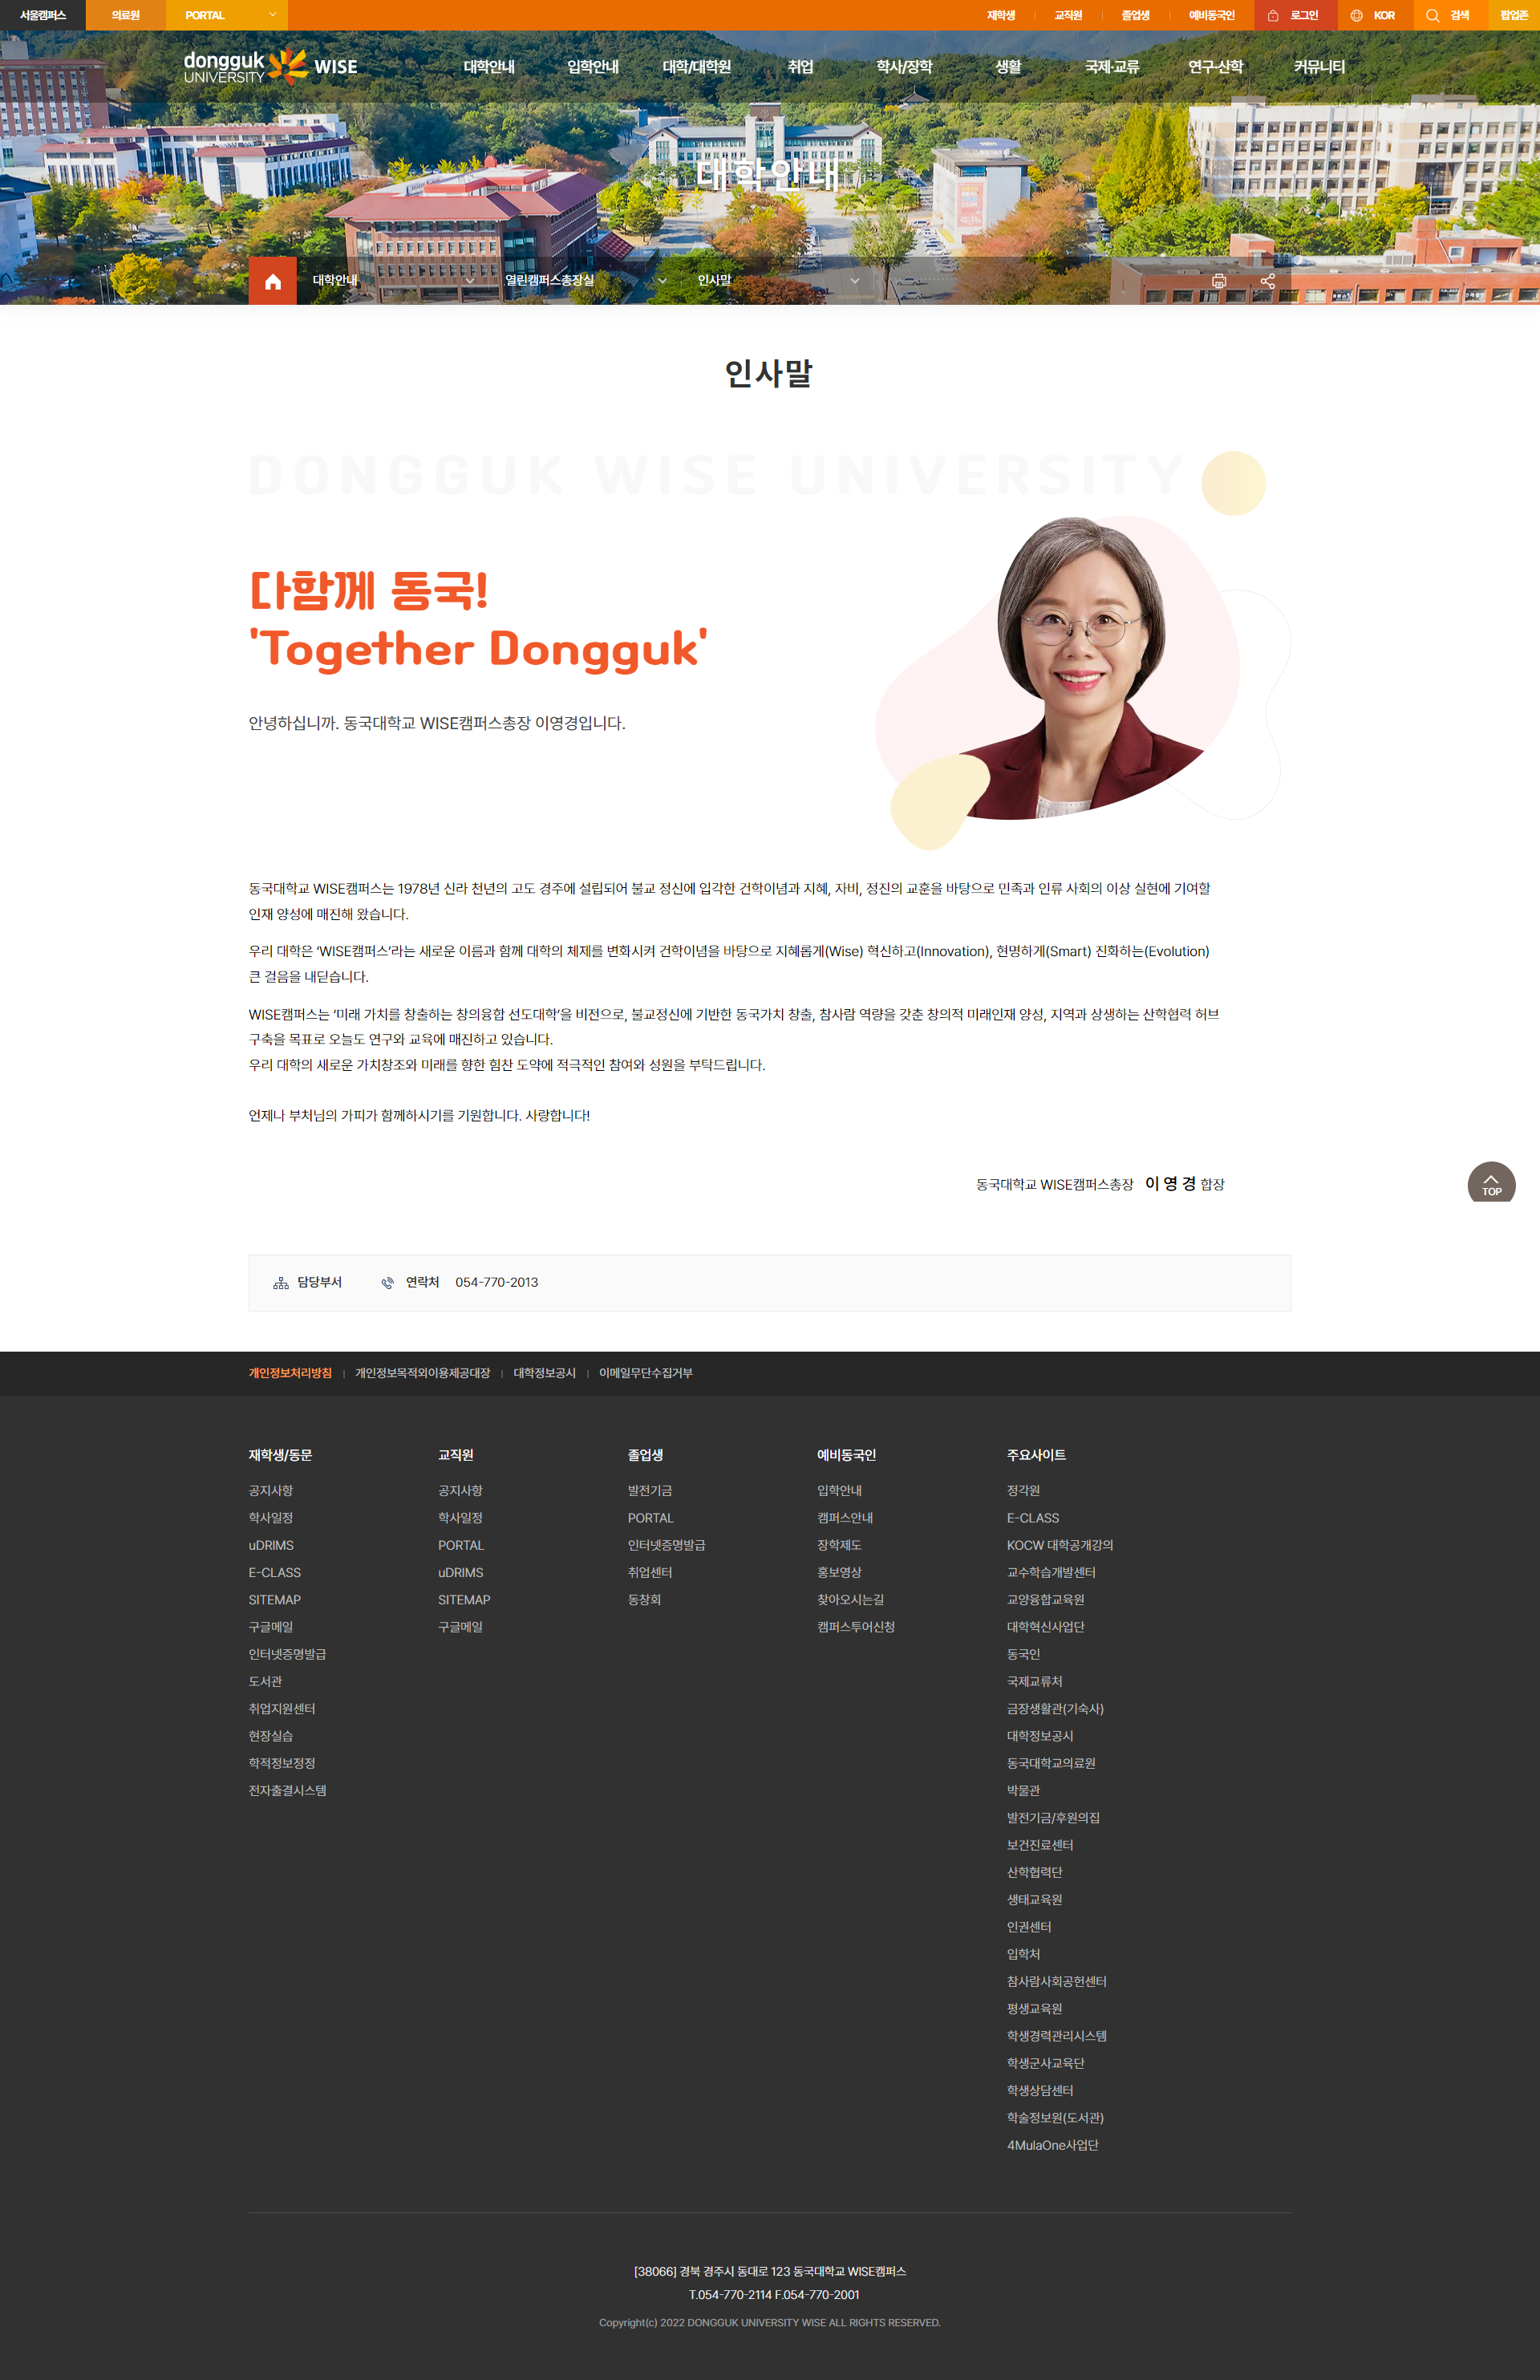 서울캠퍼스 의료원 PORTAL 재학생 교직원 졸업생 예비동국인 로그인 KOR 검색 팝업존
dongguk
UNIVERSITY WISE
대학안내 입학안내 대학/대학원 취업 학사/장학 생활 국제·교류 연구·산학 커뮤니티
대학안내
대학안내 열린캠퍼스총장실 인사말
인사말
DONGGUK WISE UNIVERSITY
다함께 동국!
'Together Dongguk'
안녕하십니까. 동국대학교 WISE캠퍼스총장 이영경입니다.
동국대학교 WISE캠퍼스는 1978년 신라 천년의 고도 경주에 설립되어 불교 정신에 입각한 건학이념과 지혜, 자비, 정진의 교훈을 바탕으로 민족과 인류 사회의 이상 실현에 기여할
인재 양성에 매진해 왔습니다.
우리 대학은 ‘WISE캠퍼스’라는 새로운 이름과 함께 대학의 체제를 변화시켜 건학이념을 바탕으로 지혜롭게(Wise) 혁신하고(Innovation), 현명하게(Smart) 진화하는(Evolution)
큰 걸음을 내딛습니다.
WISE캠퍼스는 ‘미래 가치를 창출하는 창의융합 선도대학’을 비전으로, 불교정신에 기반한 동국가치 창출, 참사람 역량을 갖춘 창의적 미래인재 양성, 지역과 상생하는 산학협력 허브
구축을 목표로 오늘도 연구와 교육에 매진하고 있습니다.
우리 대학의 새로운 가치창조와 미래를 향한 힘찬 도약에 적극적인 참여와 성원을 부탁드립니다.
언제나 부처님의 가피가 함께하시기를 기원합니다. 사랑합니다!
동국대학교 WISE캠퍼스총장 이 영 경 합장
TOP
담당부서 연락처 054-770-2013
개인정보처리방침 개인정보목적외이용제공대장 대학정보공시 이메일무단수집거부
재학생/동문
공지사항
학사일정
uDRIMS
E-CLASS
SITEMAP
구글메일
인터넷증명발급
도서관
취업지원센터
현장실습
학적정보정정
전자출결시스템
교직원
공지사항
학사일정
PORTAL
uDRIMS
SITEMAP
구글메일
졸업생
발전기금
PORTAL
인터넷증명발급
취업센터
동창회
예비동국인
입학안내
캠퍼스안내
장학제도
홍보영상
찾아오시는길
캠퍼스투어신청
주요사이트
정각원
E-CLASS
KOCW 대학공개강의
교수학습개발센터
교양융합교육원
대학혁신사업단
동국인
국제교류처
금장생활관(기숙사)
대학정보공시
동국대학교의료원
박물관
발전기금/후원의집
보건진료센터
산학협력단
생태교육원
인권센터
입학처
참사람사회공헌센터
평생교육원
학생경력관리시스템
학생군사교육단
학생상담센터
학술정보원(도서관)
4MulaOne사업단
[38066] 경북 경주시 동대로 123 동국대학교 WISE캠퍼스
T.054-770-2114 F.054-770-2001
Copyright(c) 2022 DONGGUK UNIVERSITY WISE ALL RIGHTS RESERVED.